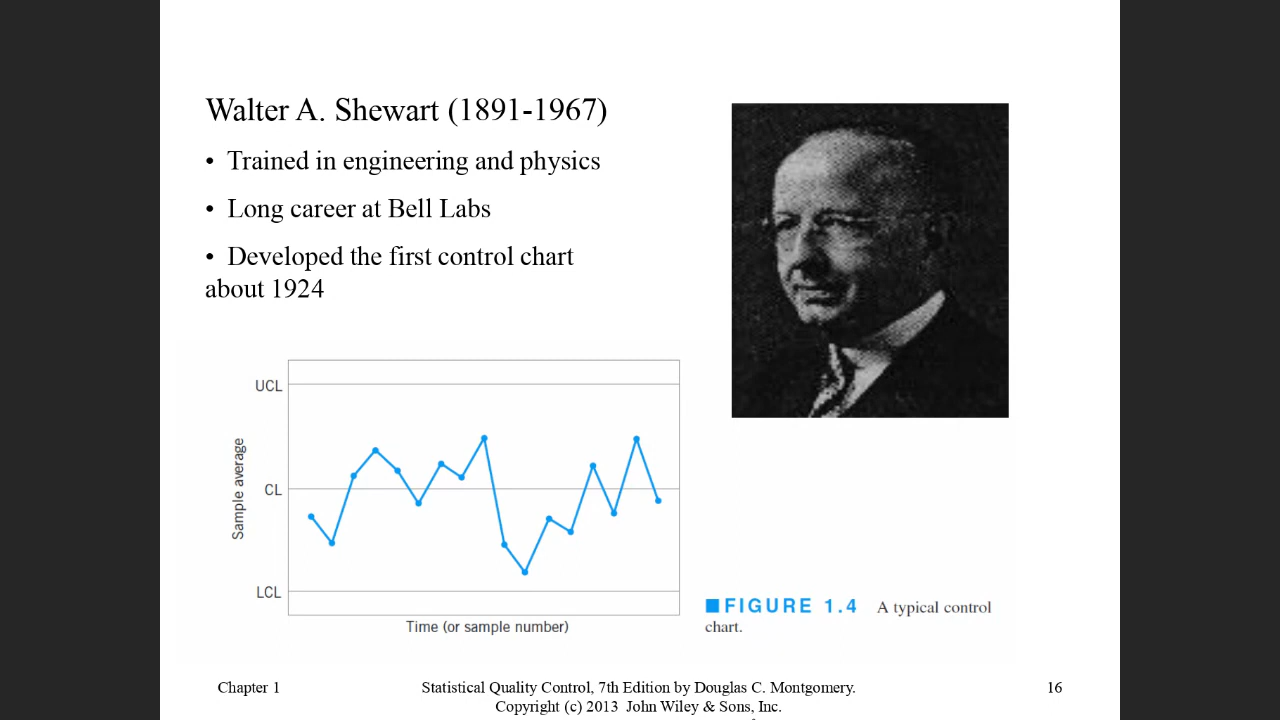 Walter A. Shewart (1891-1967)
• Trained in engineering and physics
• Long career at Bell Labs
• Developed the first control chart
about 1924
UCL
CL
LCL
Sample average
Time (or sample number)
■FIGURE 1.4 A typical control
chart.
Chapter 1
Statistical Quality Control, 7th Edition by Douglas C. Montgomery.
Copyright (c) 2013 John Wiley & Sons, Inc.
16